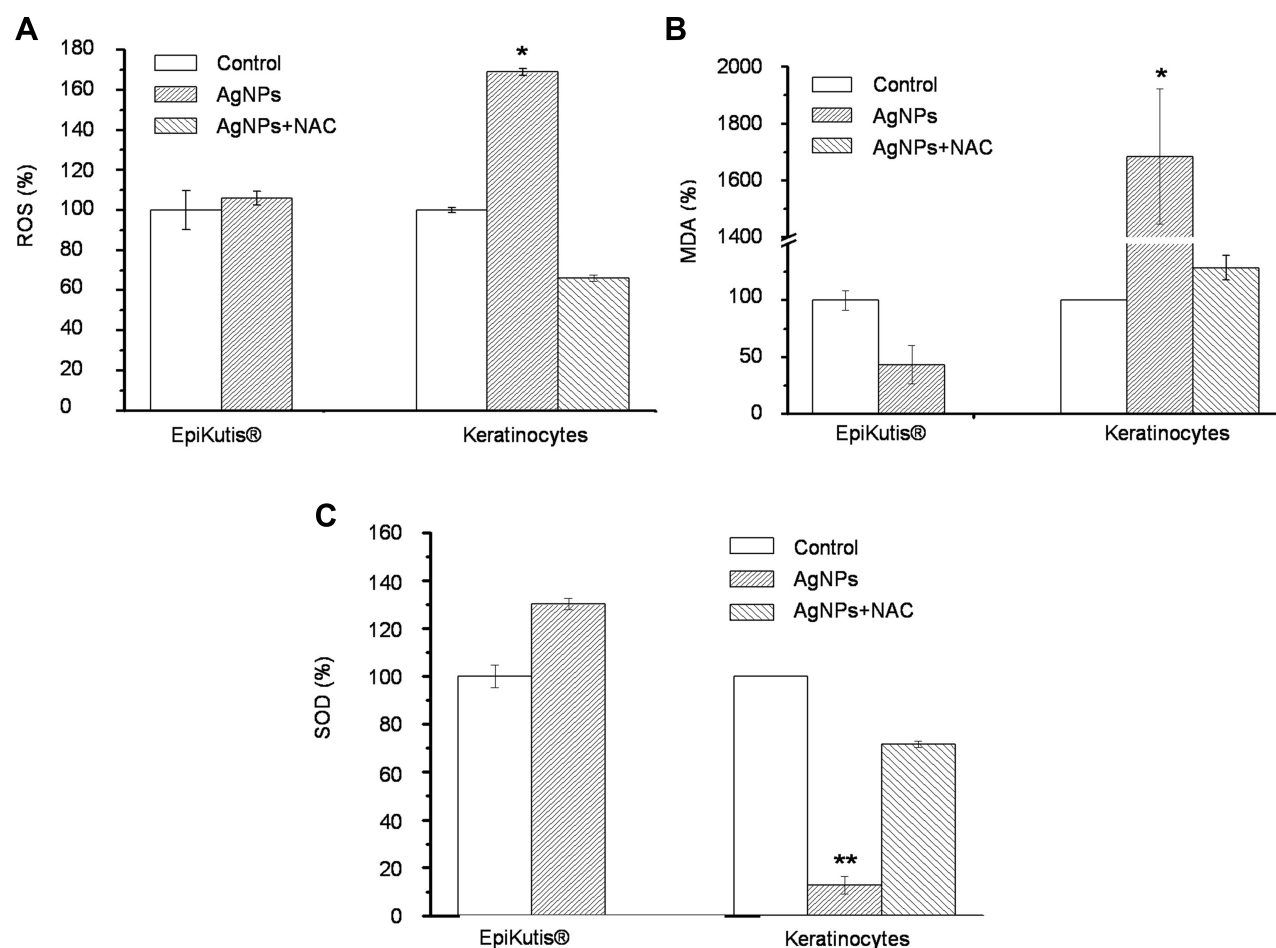 A
180
160
140
120
100
80
60
40
20
0
ROS (%)
Control
AgNPs
AgNPs+NAC
*
EpiKutis®
Keratinocytes
B
2000
1800
1600
1400
100
50
0
MDA (%)
Control
AgNPs
AgNPs+NAC
*
EpiKutis®
Keratinocytes
C
160
140
120
100
80
60
40
20
0
SOD (%)
Control
AgNPs
AgNPs+NAC
**
EpiKutis®
Keratinocytes